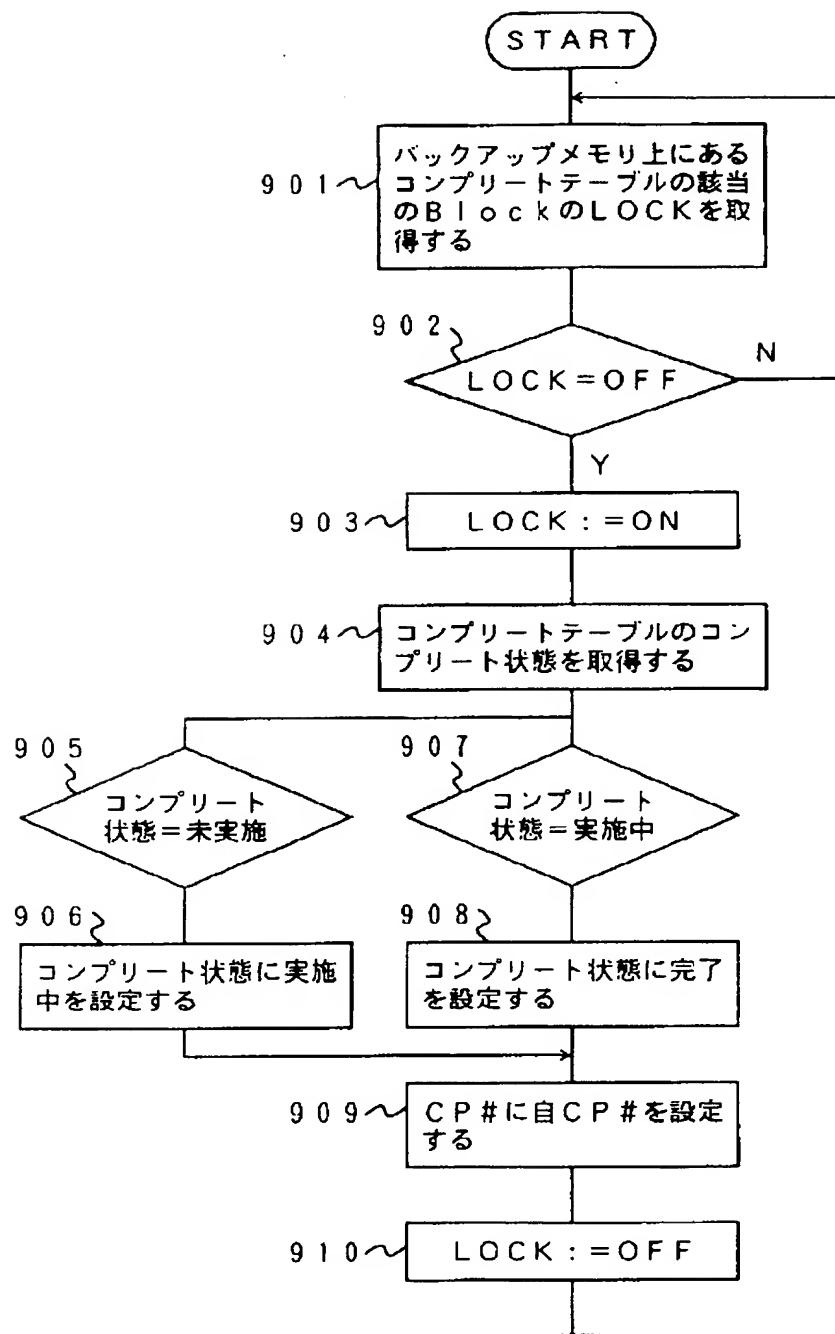 START
901
バックアップメモリ上にある
コンプリートテーブルの該当
のBlockのLOCKを取
得する
902
LOCK=OFF
N
Y
903
LOCK:=ON
904
コンプリートテーブルのコン
プリート状態を取得する
905
コンプリート
状態=未実施
907
コンプリート
状態=実施中
906
コンプリート状態に実施
中を設定する
908
コンプリート状態に完了
を設定する
909
CP#に自CP#を設定
する
910
LOCK:=OFF